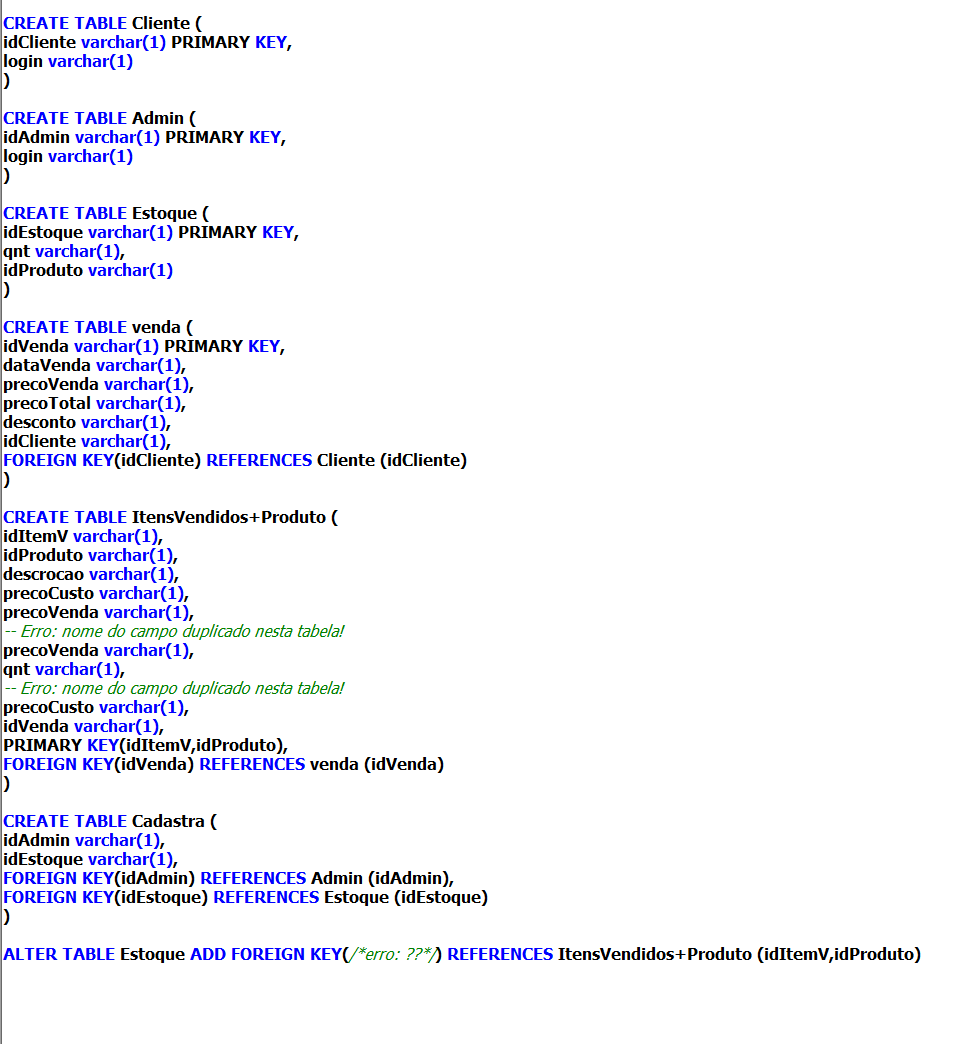 CREATE TABLE Cliente (
idCliente varchar(1) PRIMARY KEY,
login varchar(1)
)
CREATE TABLE Admin (
idAdmin varchar(1) PRIMARY KEY,
login varchar(1)
)
CREATE TABLE Estoque (
idEstoque varchar(1) PRIMARY KEY,
qnt varchar(1),
idProduto varchar(1)
)
CREATE TABLE venda (
idVenda varchar(1) PRIMARY KEY,
dataVenda varchar(1),
precoVenda varchar(1),
precoTotal varchar(1),
desconto varchar(1),
idCliente varchar(1),
FOREIGN KEY(idCliente) REFERENCES Cliente (idCliente)
)
CREATE TABLE ItensVendidos+Produto (
idItemV varchar(1),
idProduto varchar(1),
descrocao varchar(1),
precoCusto varchar(1),
precoVenda varchar(1),
-- Erro: nome do campo duplicado nesta tabela!
precoVenda varchar(1),
qnt varchar(1),
-- Erro: nome do campo duplicado nesta tabela!
precoCusto varchar(1),
idVenda varchar(1),
PRIMARY KEY(idItemV,idProduto),
FOREIGN KEY(idVenda) REFERENCES venda (idVenda)
)
CREATE TABLE Cadastra (
idAdmin varchar(1),
idEstoque varchar(1),
FOREIGN KEY(idAdmin) REFERENCES Admin (idAdmin),
FOREIGN KEY(idEstoque) REFERENCES Estoque (idEstoque)
)
ALTER TABLE Estoque ADD FOREIGN KEY(/*erro: ??*/) REFERENCES ItensVendidos+Produto (idItemV,idProduto)